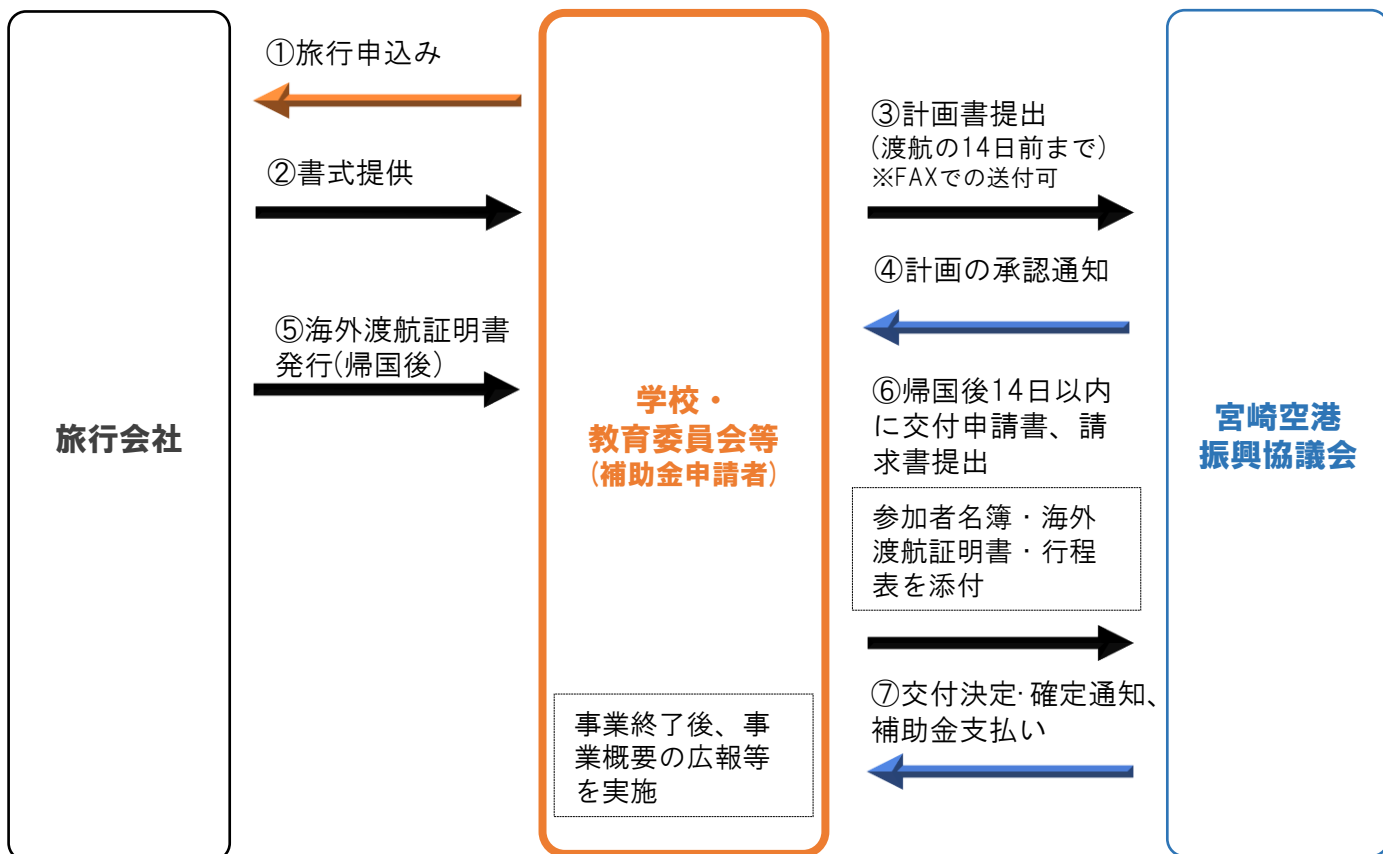 ①旅行申込み
②書式提供
⑤海外渡航証明書
発行(帰国後)
旅行会社
学校・
教育委員会等
(補助金申請者)
事業終了後、事
業概要の広報等
を実施
③計画書提出
(渡航の14日前まで)
※FAXでの送付可
④計画の承認通知
⑥帰国後14日以内
に交付申請書、請
求書提出
参加者名簿・海外
渡航証明書・行程
表を添付
⑦交付決定・確定通知、
補助金支払い
宮崎空港
振興協議会